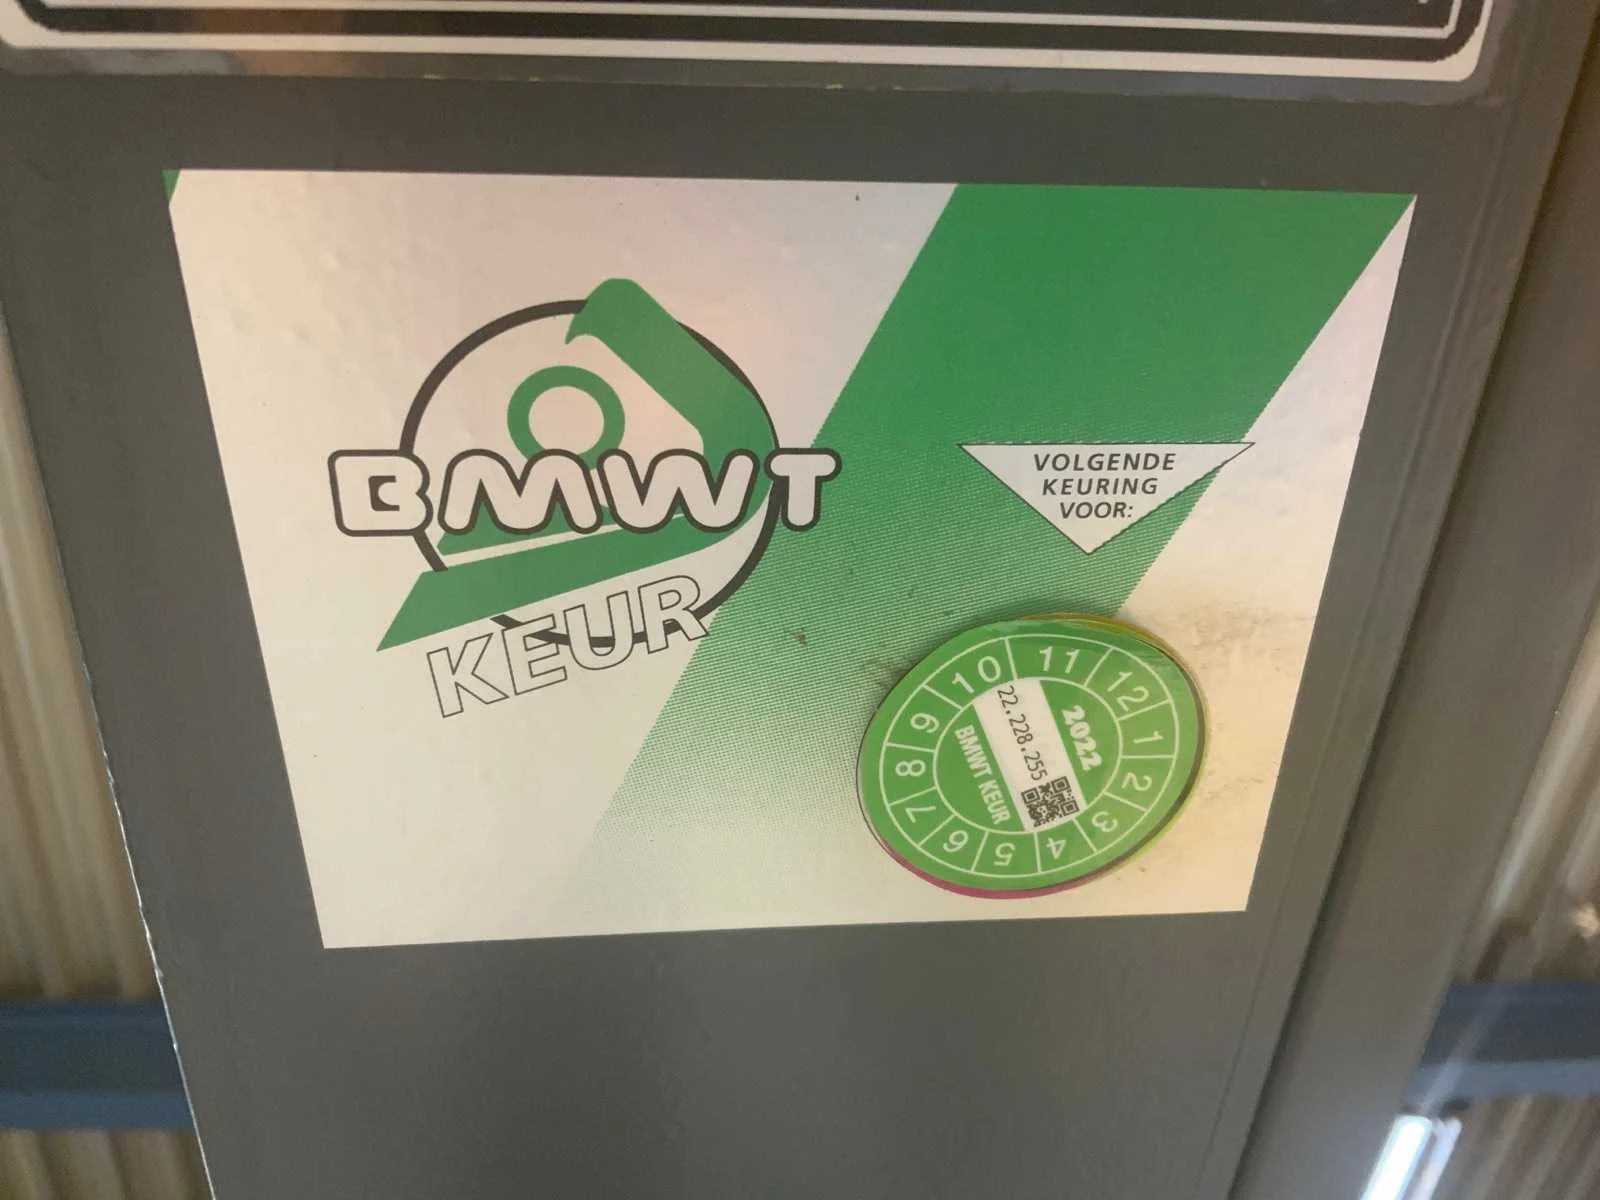 BMWT
KEUR
VOLGENDE
KEURING
VOOR:
10 11 12 1 2 3 4 5 6 7 8 9
2022
22.228.255
BMWT KEUR